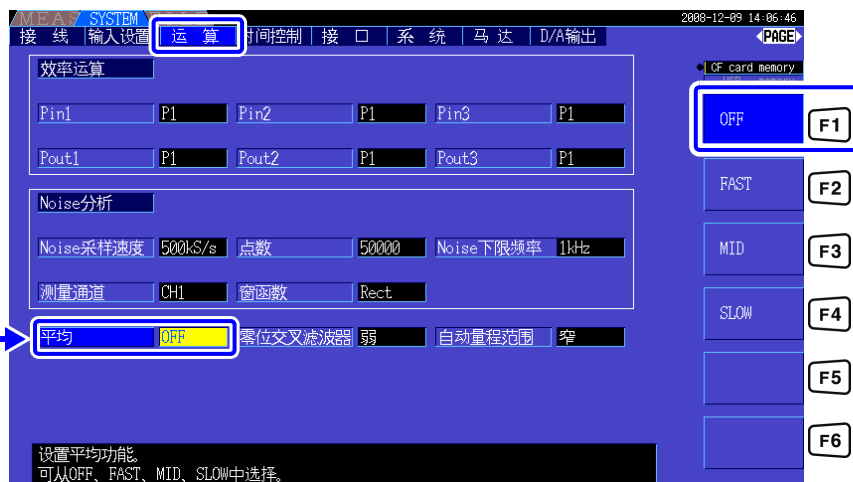 MEAS SYSTEM 2008-12-09 14:06:46
接 线 输入设置 运 算 时间控制 接 口 系 统 马 达 D/A输出 PAGE
效率运算 CF card memory
Pin1 P1 Pin2 P1 Pin3 P1 OFF F1
Pout1 P1 Pout2 P1 Pout3 P1
FAST F2
Noise分析
Noise采样速度 500kS/s 点数 50000 Noise下限频率 1kHz MID F3
测量通道 CH1 窗函数 Rect
SLOW F4
平均 OFF 零位交叉滤波器 弱 自动量程范围 窄
F5
F6
设置平均功能。
可从OFF、FAST、MID、SLOW中选择。